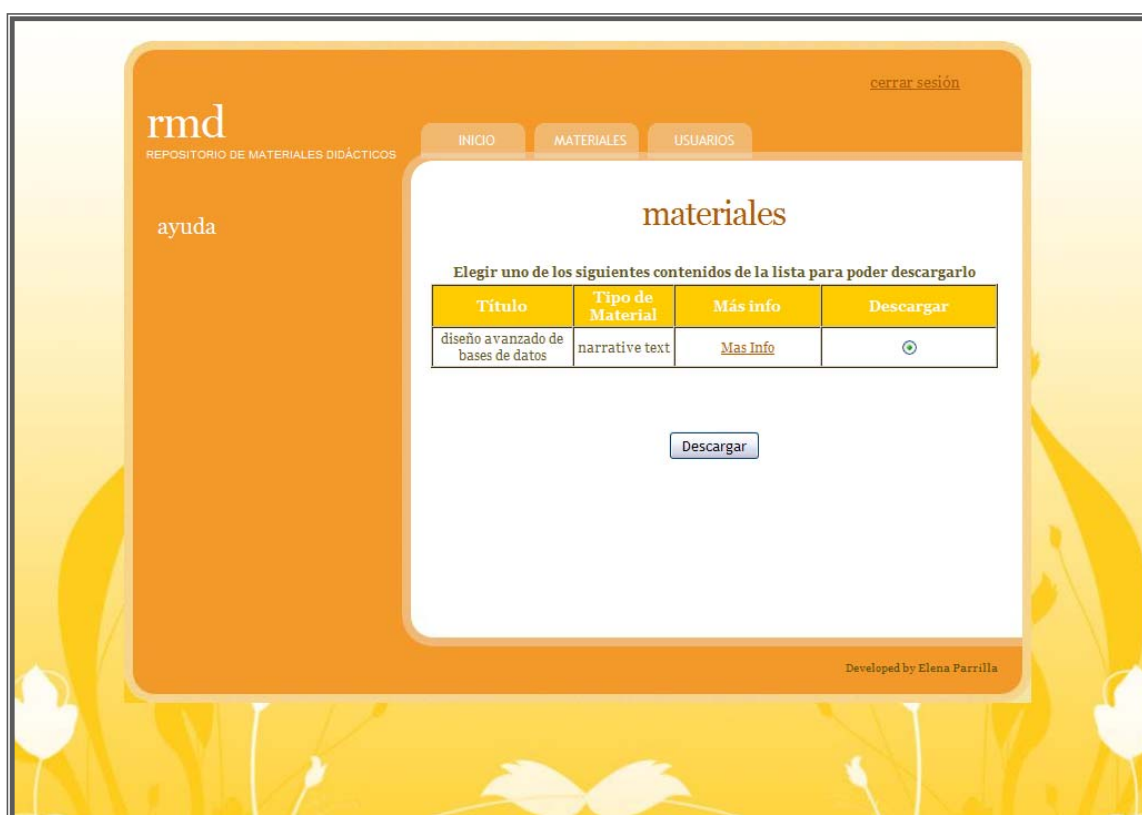 cerrar sesión
rmd
REPOSITORIO DE MATERIALES DIDÁCTICOS
INICIO MATERIALES USUARIOS
ayuda
materiales
Elegir uno de los siguientes contenidos de la lista para poder descargarlo
Título Tipo de Material Más info Descargar
diseño avanzado de
bases de datos
narrative text Mas Info
Descargar
Developed by Elena Parrilla